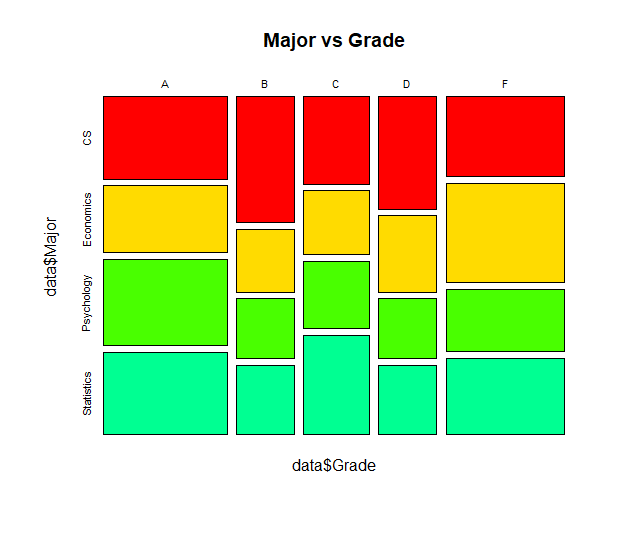 Major vs Grade
A B C D F
CS
Economics
Psychology
Statistics
data$Major
data$Grade